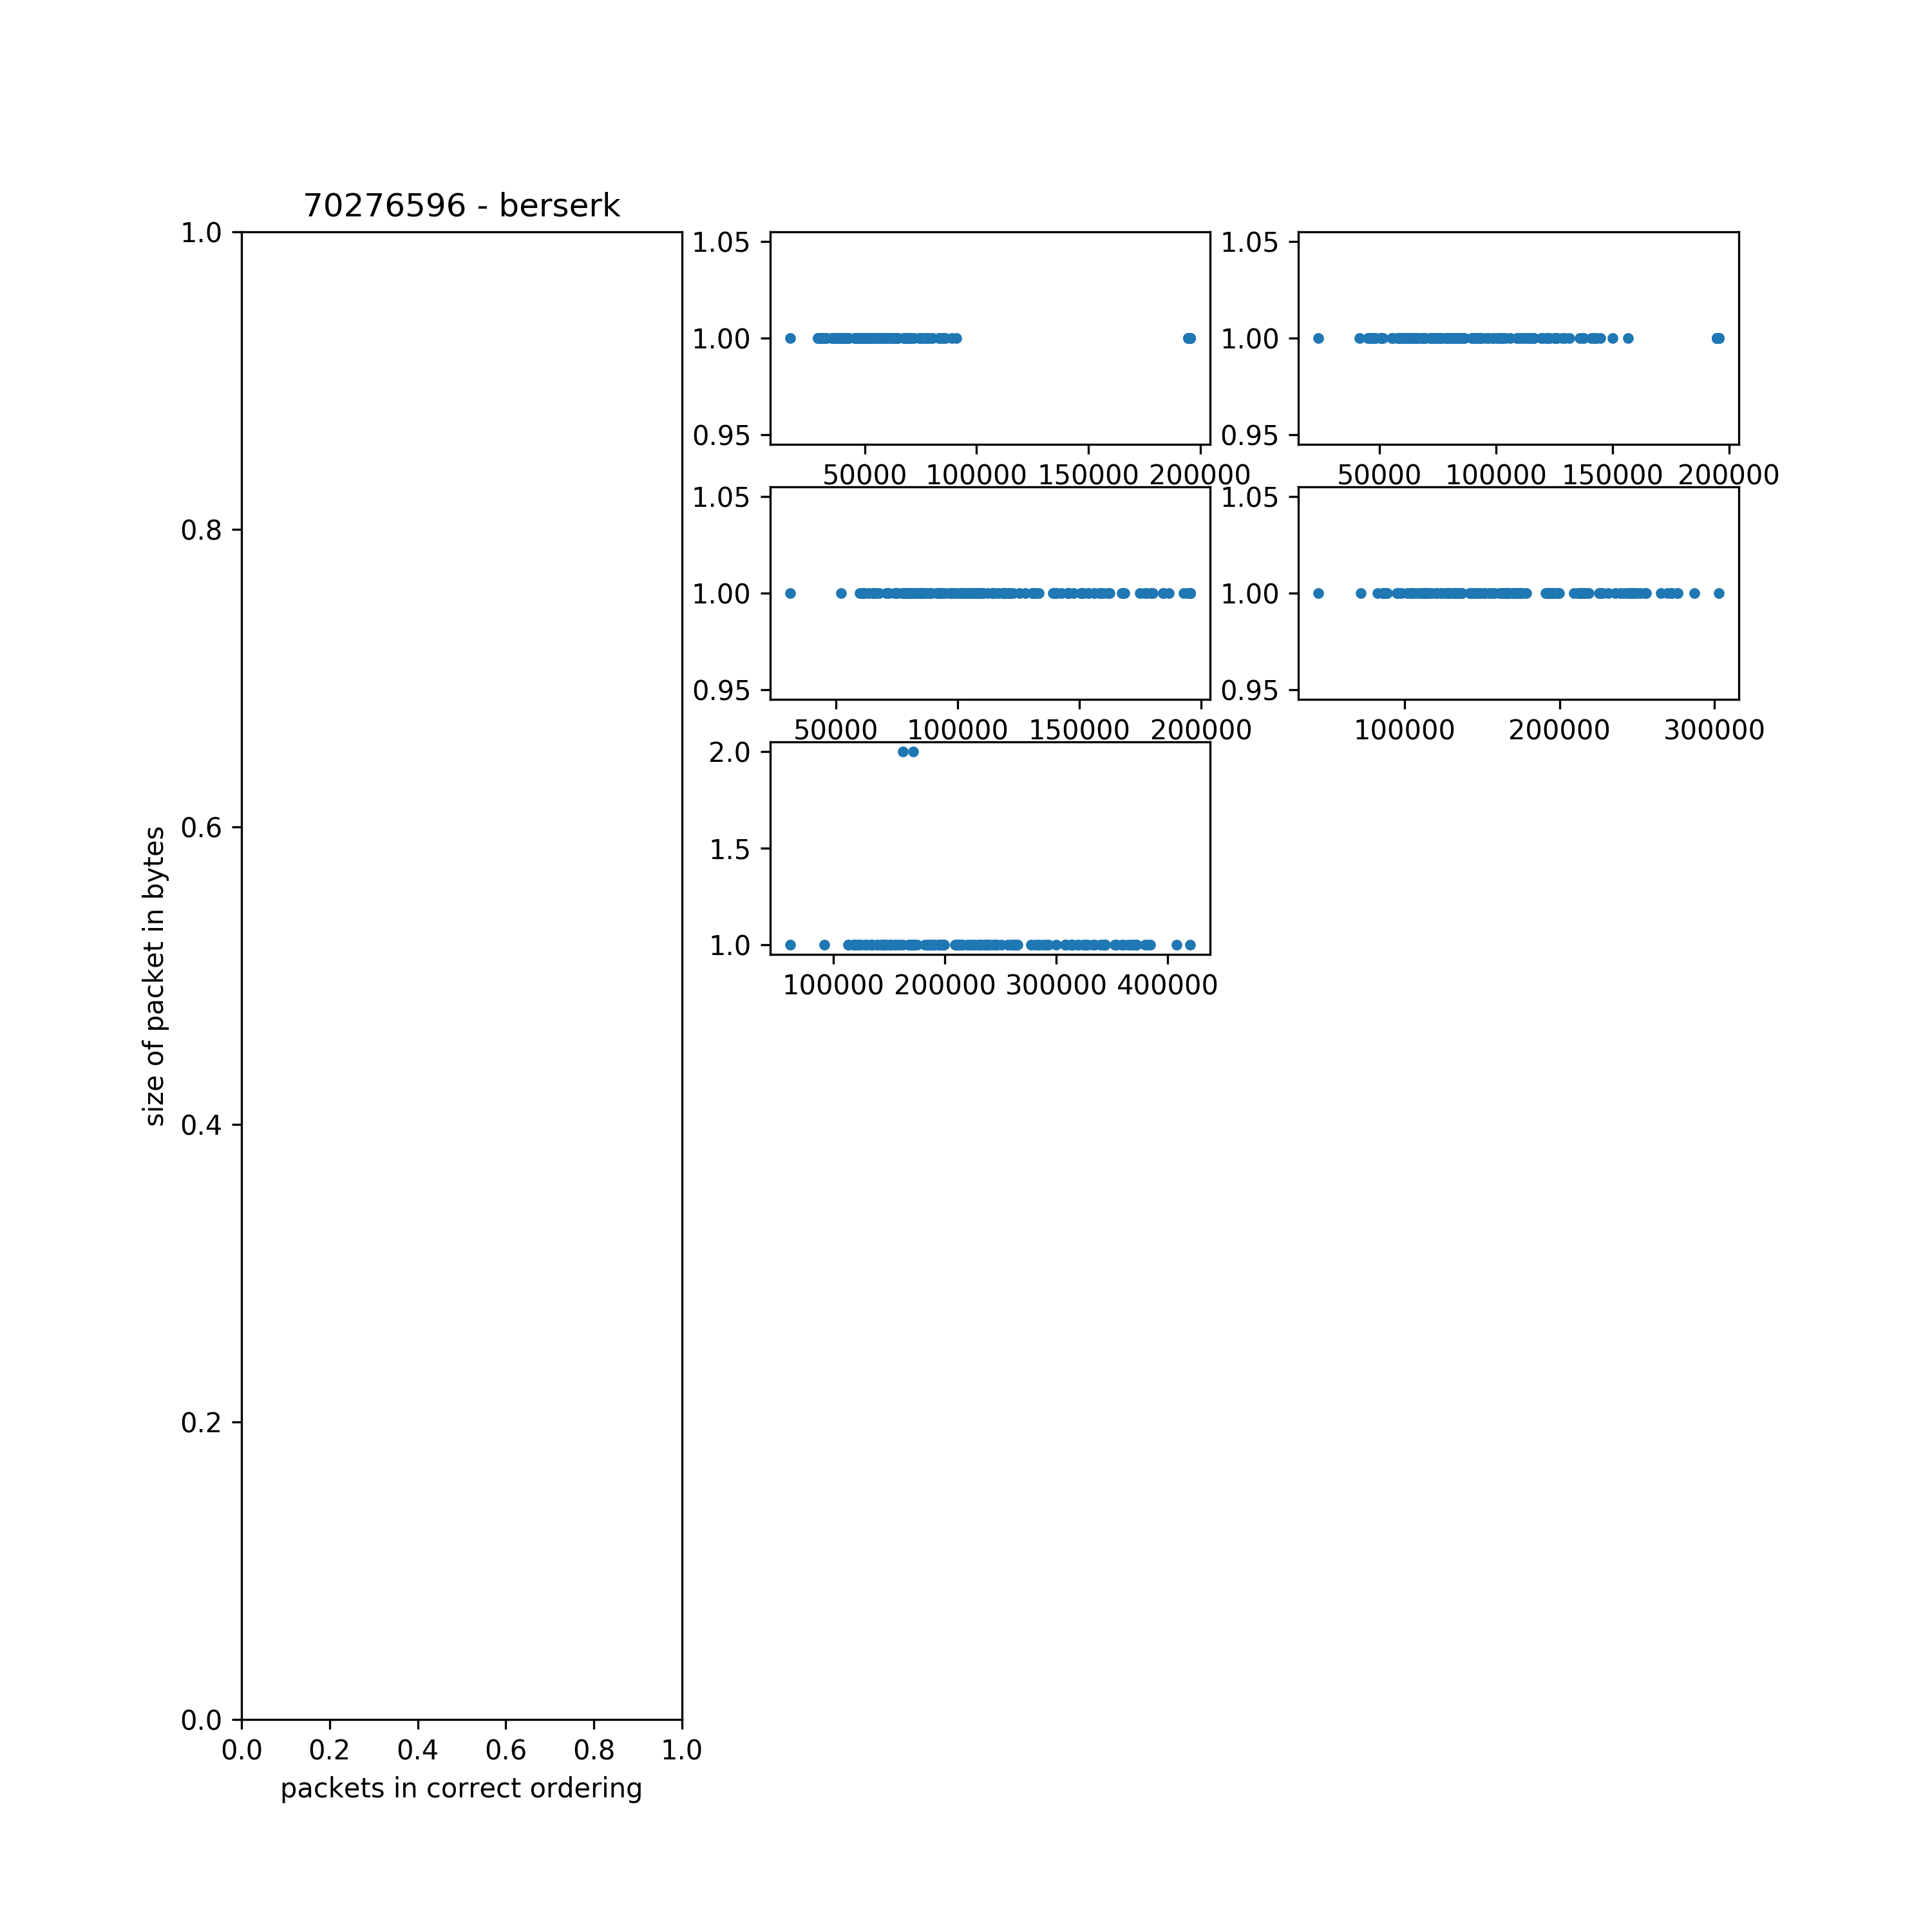 70276596 - berserk
1.0
0.8
0.6
0.4
0.2
0.0
size of packet in bytes
0.0 0.2 0.4 0.6 0.8 1.0
packets in correct ordering
1.05
1.00
0.95
50000 100000 150000 200000
1.05
1.00
0.95
50000 100000 150000 200000
1.05
1.00
0.95
50000 100000 150000 200000
1.05
1.00
0.95
100000 200000 300000
2.0
1.5
1.0
100000 200000 300000 400000